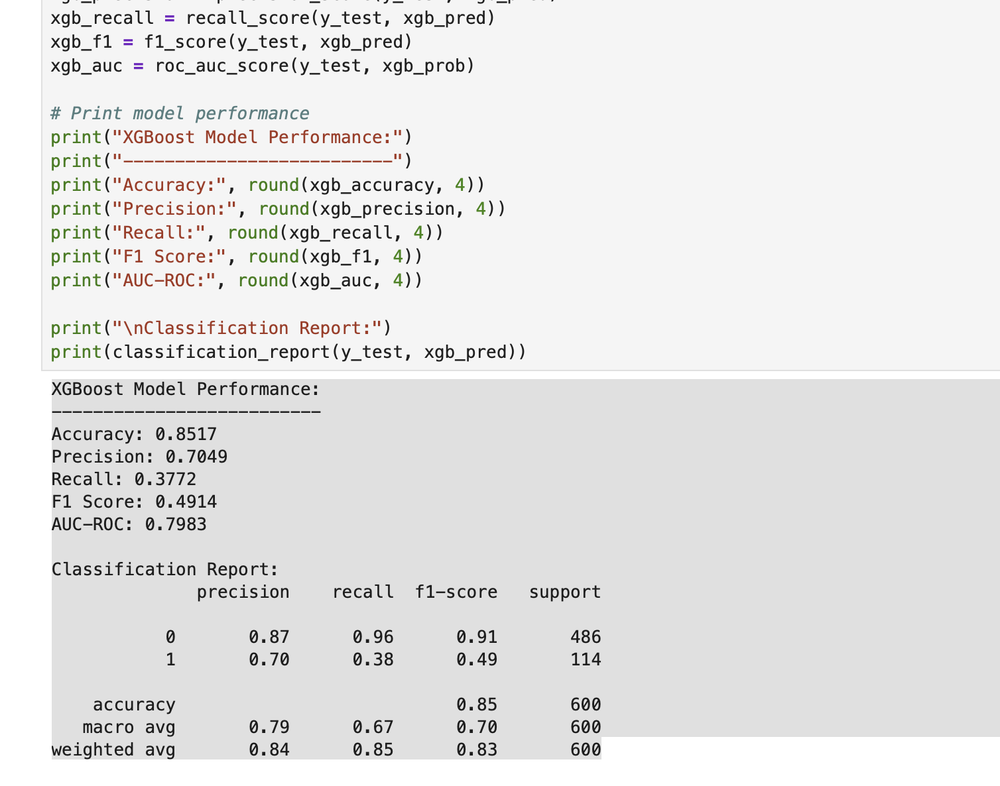 xgb_recall = recall_score(y_test, xgb_pred)
xgb_f1 = f1_score(y_test, xgb_pred)
xgb_auc = roc_auc_score(y_test, xgb_prob)
# Print model performance
print("XGBoost Model Performance:")
print("--------------------------")
print("Accuracy:", round(xgb_accuracy, 4))
print("Precision:", round(xgb_precision, 4))
print("Recall:", round(xgb_recall, 4))
print("F1 Score:", round(xgb_f1, 4))
print("AUC-ROC:", round(xgb_auc, 4))
print("\nClassification Report:")
print(classification_report(y_test, xgb_pred))
XGBoost Model Performance:
--------------------------
Accuracy: 0.8517
Precision: 0.7049
Recall: 0.3772
F1 Score: 0.4914
AUC-ROC: 0.7983
Classification Report:
precision recall f1-score support
0 0.87 0.96 0.91 486
1 0.70 0.38 0.49 114
accuracy 0.85 600
macro avg 0.79 0.67 0.70 600
weighted avg 0.84 0.85 0.83 600